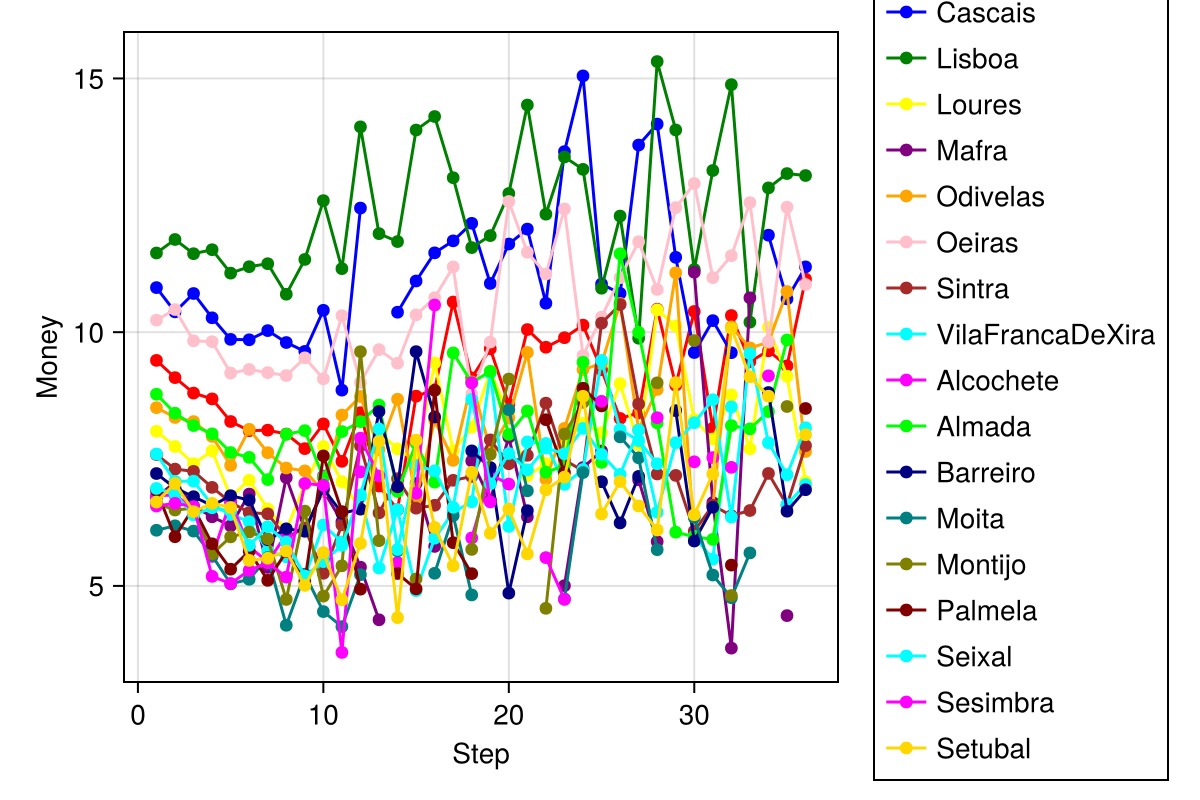 15
10
5
Money
0
10
20
30
Step
Cascais
Lisboa
Loures
Mafra
Odivelas
Oeiras
Sintra
VilaFrancaDeXira
Alcochete
Almada
Barreiro
Moita
Montijo
Palmela
Seixal
Sesimbra
Setubal